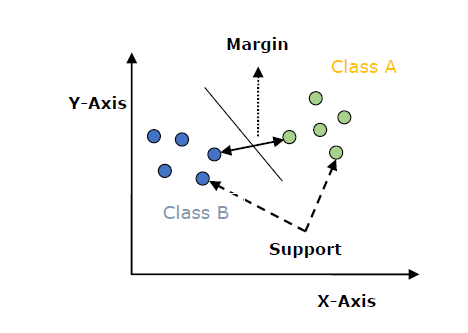 Margin
Class A
Y-Axis
Class B
Support
X-Axis